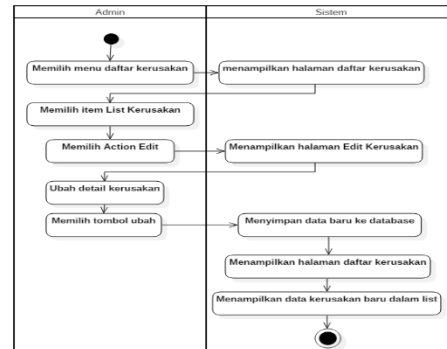 Admin
Sistem
Memilih menu daftar kerusakan
menampilkan halaman daftar kerusakan
Memilih item List Kerusakan
Memilih Action Edit
Menampilkan halaman Edit Kerusakan
Ubah detail kerusakan
Memilih tombol ubah
Menyimpan data baru ke database
Menampilkan halaman daftar kerusakan
Menampilkan data kerusakan baru dalam list